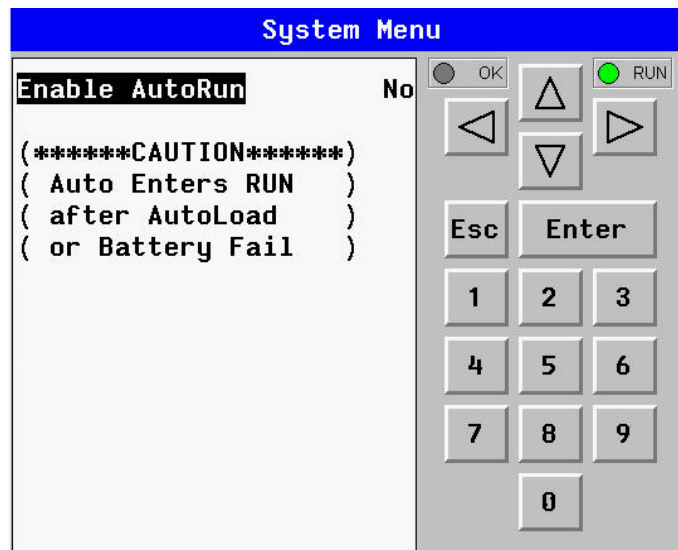 System Menu
Enable AutoRun No
(******CAUTION******)
( Auto Enters RUN )
( after AutoLoad )
( or Battery Fail )
OK RUN
Esc Enter
1 2 3
4 5 6
7 8 9
0